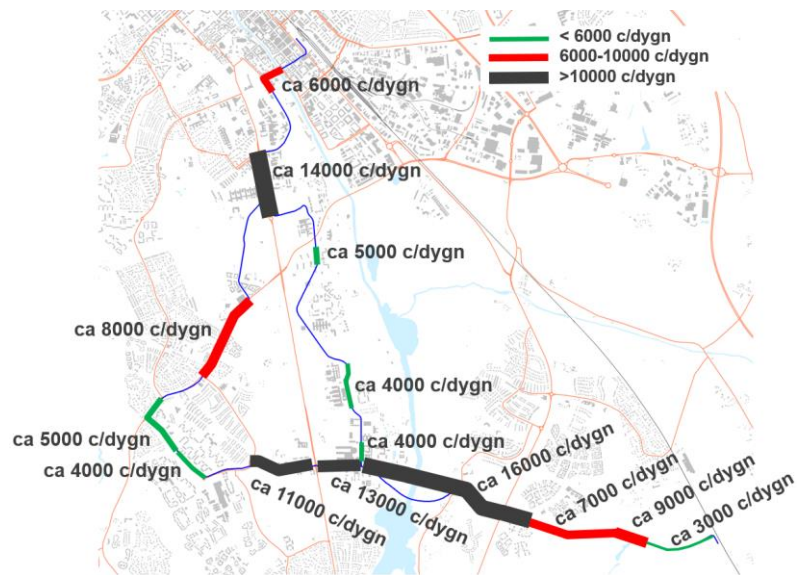 < 6000 c/dygn
6000-10000 c/dygn
>10000 c/dygn
ca 6000 c/dygn
ca 14000 c/dygn
ca 5000 c/dygn
ca 8000 c/dygn
ca 4000 c/dygn
ca 5000 c/dygn
ca 4000 c/dygn
ca 4000 c/dygn
ca 11000 c/dygn
ca 13000 c/dygn
ca 16000 c/dygn
ca 7000 c/dygn
ca 9000 c/dygn
ca 3000 c/dygn